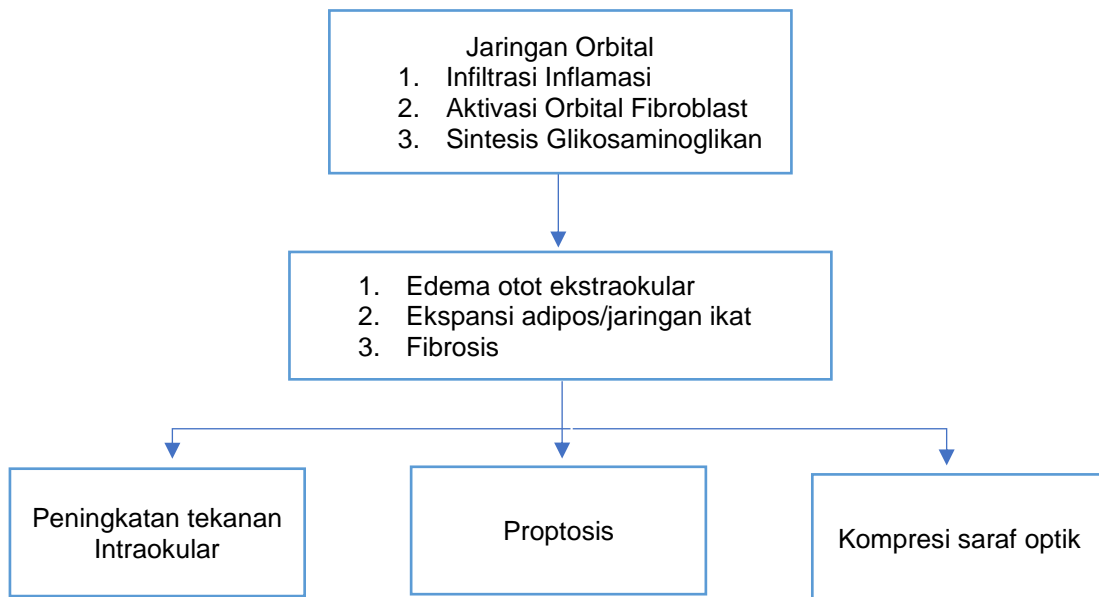 Jaringan Orbital
1. Infiltrasi Inflamasi
2. Aktivasi Orbital Fibroblast
3. Sintesis Glikosaminoglikan
1. Edema otot ekstraokular
2. Ekspansi adipos/jaringan ikat
3. Fibrosis
Peningkatan tekanan
Intraokular
Proptosis
Kompresi saraf optik